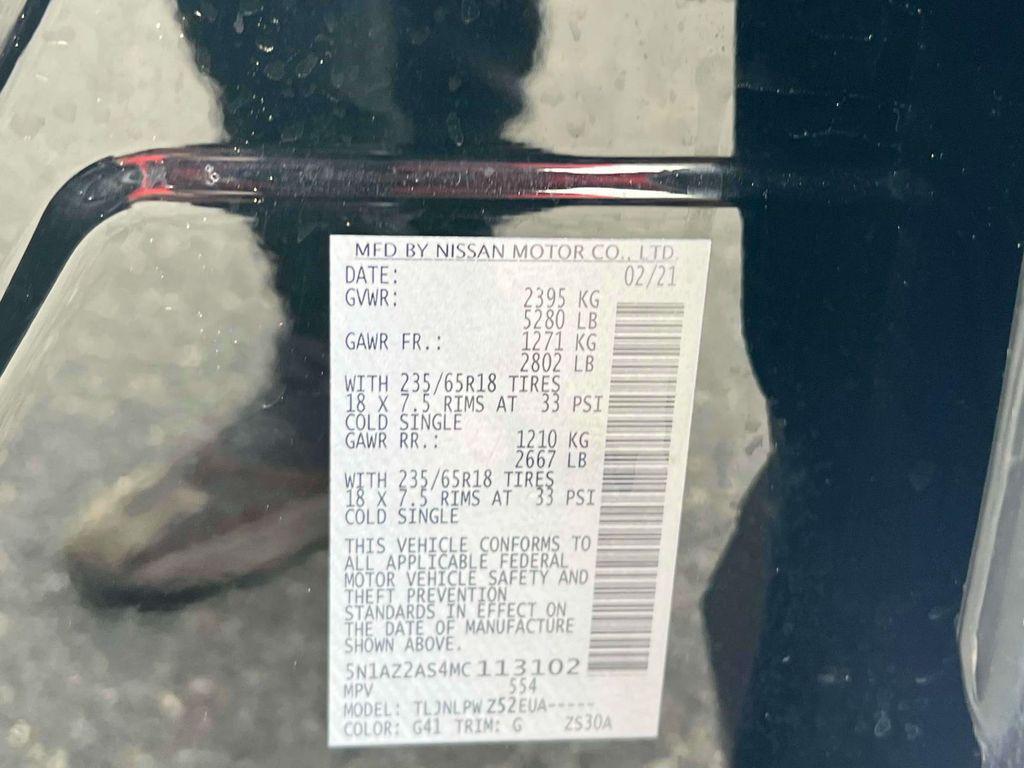 MFD BY NISSAN MOTOR CO., LTD.
DATE: 02/21
GVWR: 2395 KG
5280 LB
GAWR FR.: 1271 KG
2802 LB
WITH 235/65R18 TIRES
18 X 7.5 RIMS AT 33 PSI
COLD SINGLE
GAWR RR.: 1210 KG
2667 LB
WITH 235/65R18 TIRES
18 X 7.5 RIMS AT 33 PSI
COLD SINGLE
THIS VEHICLE CONFORMS TO
ALL APPLICABLE FEDERAL
MOTOR VEHICLE SAFETY AND
THEFT PREVENTION
STANDARDS IN EFFECT ON
THE DATE OF MANUFACTURE
SHOWN ABOVE.
5N1AZ2AS4MC113102
MPV 554
MODEL: TLJNLPW Z52EUA-----
COLOR: G41 TRIM: G ZS30A